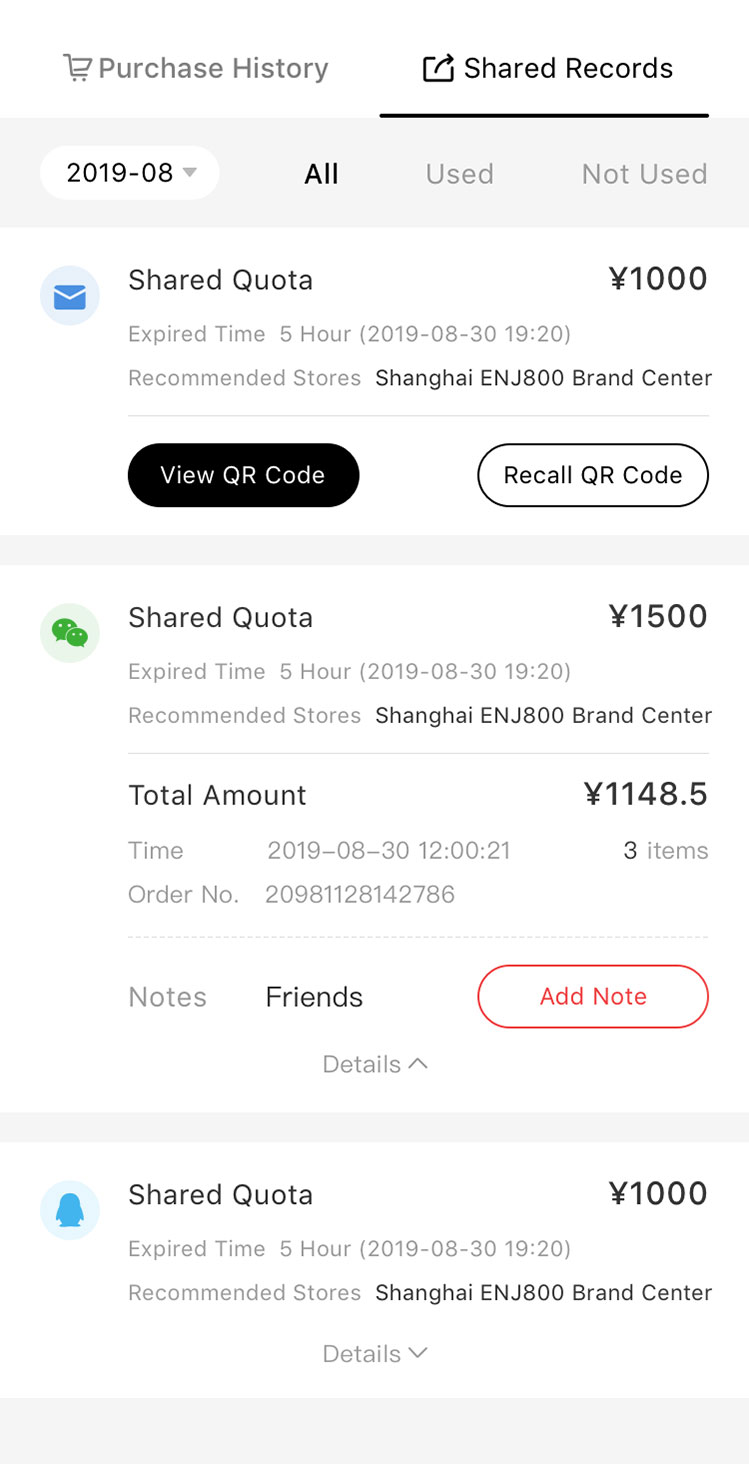 Purchase History Shared Records
2019-08 All Used Not Used
Shared Quota ¥1000
Expired Time 5 Hour (2019-08-30 19:20)
Recommended Stores Shanghai ENJ800 Brand Center
View QR Code Recall QR Code
Shared Quota ¥1500
Expired Time 5 Hour (2019-08-30 19:20)
Recommended Stores Shanghai ENJ800 Brand Center
Total Amount ¥1148.5
Time 2019–08–30 12:00:21 3 items
Order No. 20981128142786
Notes Friends Add Note
Details
Shared Quota ¥1000
Expired Time 5 Hour (2019-08-30 19:20)
Recommended Stores Shanghai ENJ800 Brand Center
Details